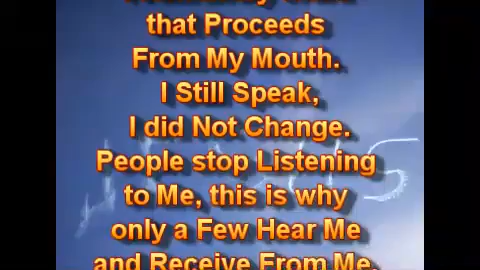 that Proceeds
From My Mouth.
I Still Speak,
I did Not Change.
People stop Listening
to Me, this is why
only a Few Hear Me
and Receive From Me